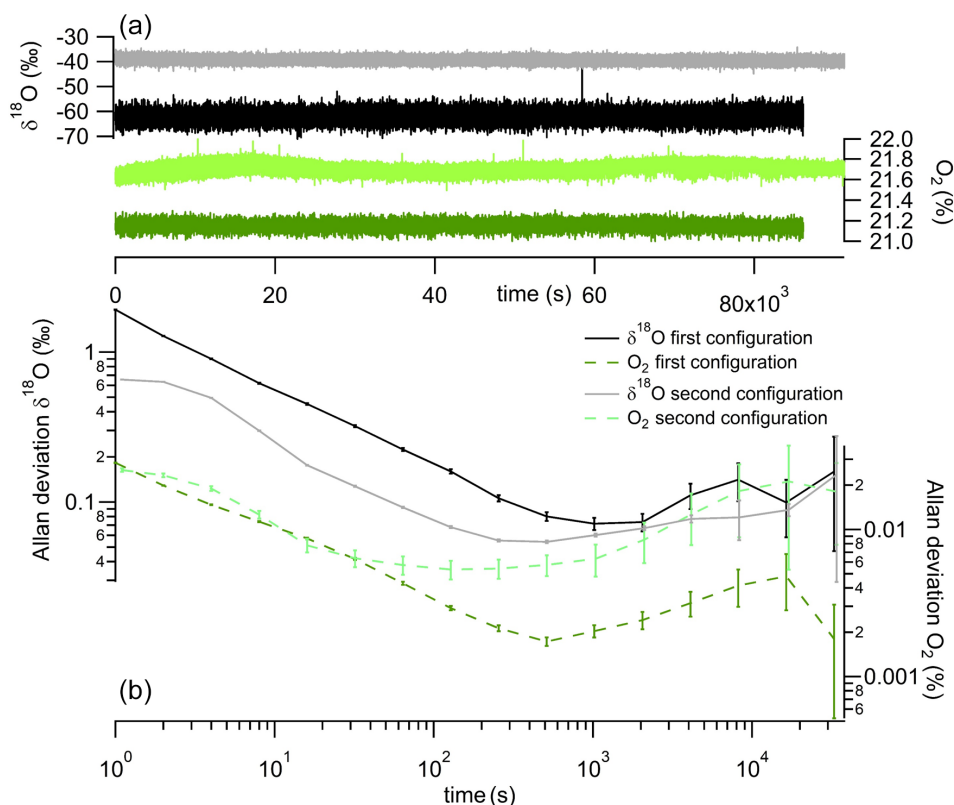 (a)
δ¹⁸O (‰)
-30
-40
-50
-60
-70
22.0
21.8
21.6
21.4
21.2
21.0
O₂ (%)
0
20
40
time (s)
60
80x10³
Allan deviation δ¹⁸O (‰)
1
8
6
4
2
0.1
8
6
4
δ¹⁸O first configuration
O₂ first configuration
δ¹⁸O second configuration
O₂ second configuration
2
0.01
8
6
4
2
0.001
8
6
Allan deviation O₂ (%)
(b)
10⁰
10¹
10²
10³
10⁴
time (s)